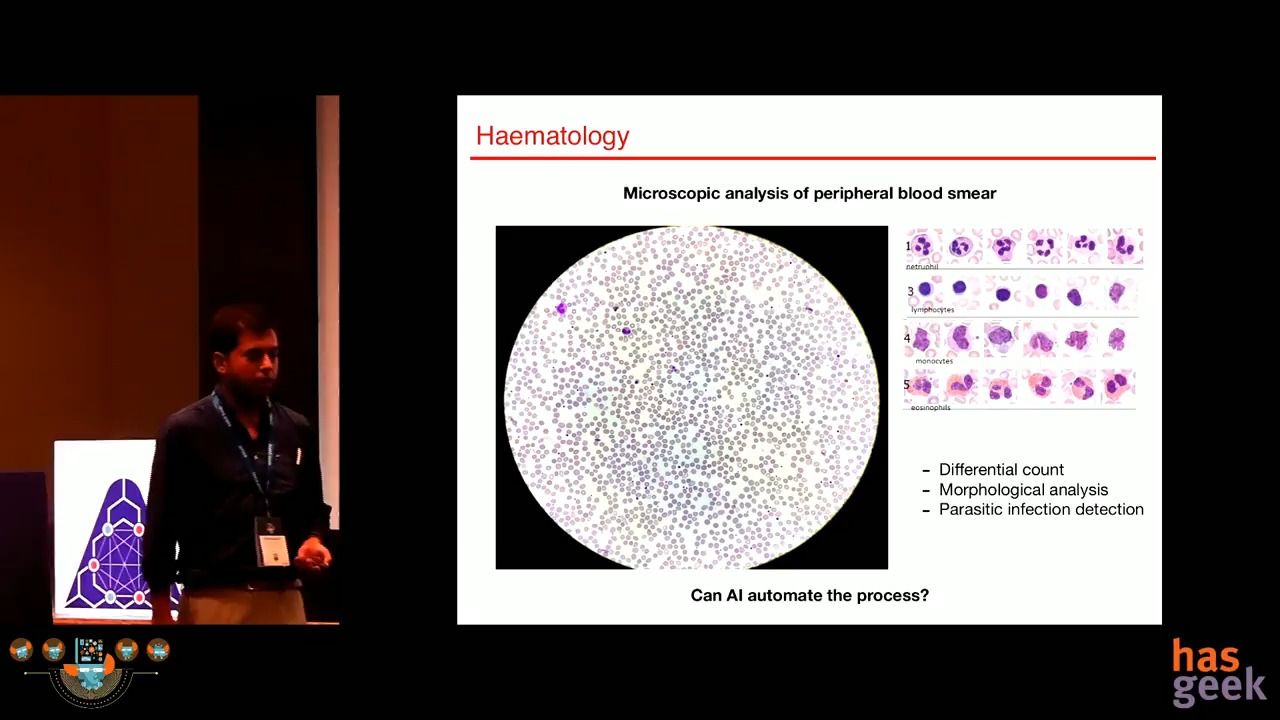 Haematology
Microscopic analysis of peripheral blood smear
1
netruphil
3
lymphocytes
4
monocytes
5
eosinophils
– Differential count
– Morphological analysis
– Parasitic infection detection
Can AI automate the process?
has
geek